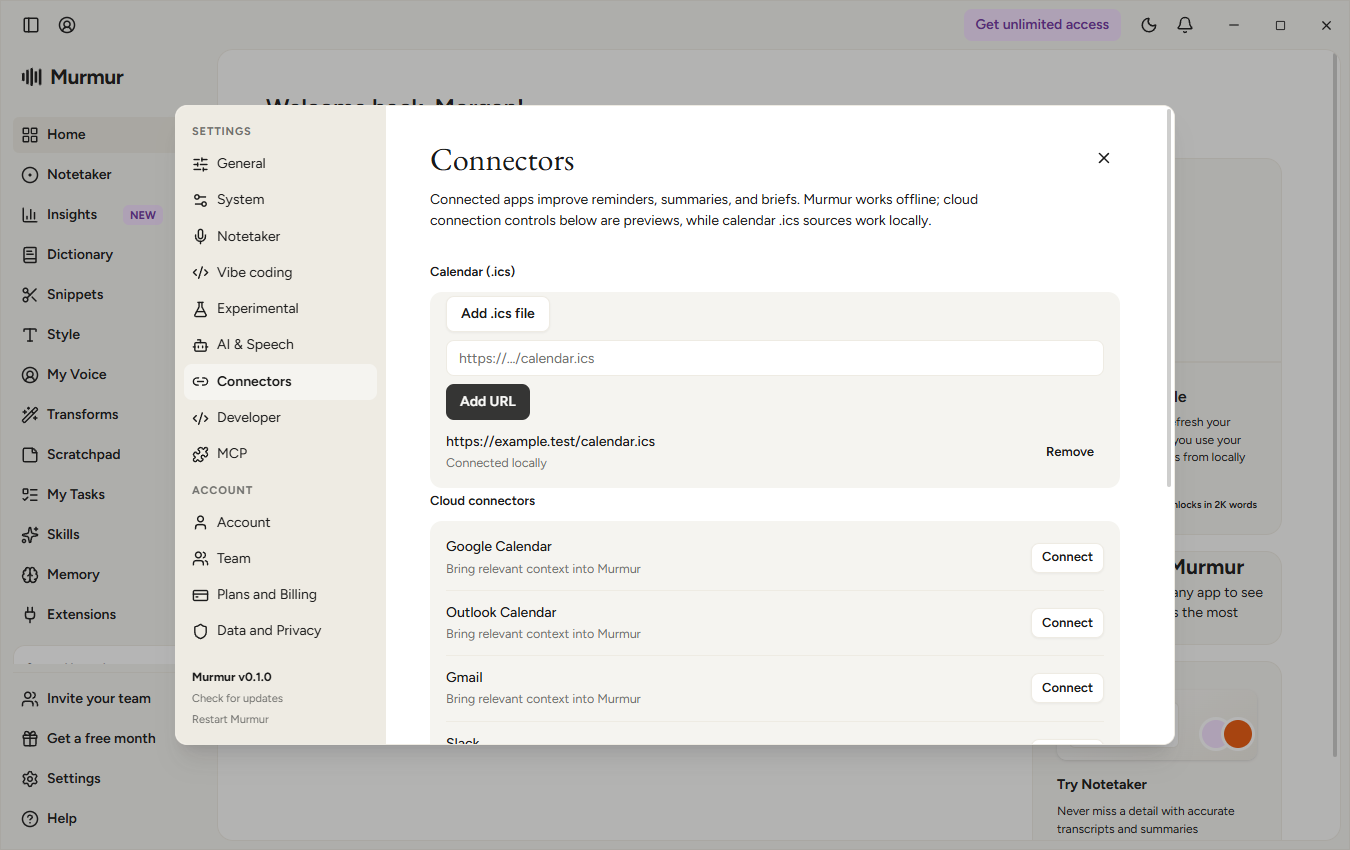 Get unlimited access
Murmur
Home
Notetaker
Insights NEW
Dictionary
Snippets
Style
My Voice
Transforms
Scratchpad
My Tasks
Skills
Memory
Extensions
Invite your team
Get a free month
Settings
Help
SETTINGS
General
System
Notetaker
Vibe coding
Experimental
AI & Speech
Connectors
Developer
MCP
ACCOUNT
Account
Team
Plans and Billing
Data and Privacy
Murmur v0.1.0
Check for updates
Restart Murmur
Connectors
Connected apps improve reminders, summaries, and briefs. Murmur works offline; cloud
connection controls below are previews, while calendar .ics sources work locally.
Calendar (.ics)
Add .ics file
https://.../calendar.ics
Add URL
https://example.test/calendar.ics
Connected locally
Remove
Cloud connectors
Google Calendar
Bring relevant context into Murmur
Connect
Outlook Calendar
Bring relevant context into Murmur
Connect
Gmail
Bring relevant context into Murmur
Connect
Slack
efresh your
you use your
s from locally
nlocks in 2K words
Murmur
any app to see
s the most
Try Notetaker
Never miss a detail with accurate
transcripts and summaries